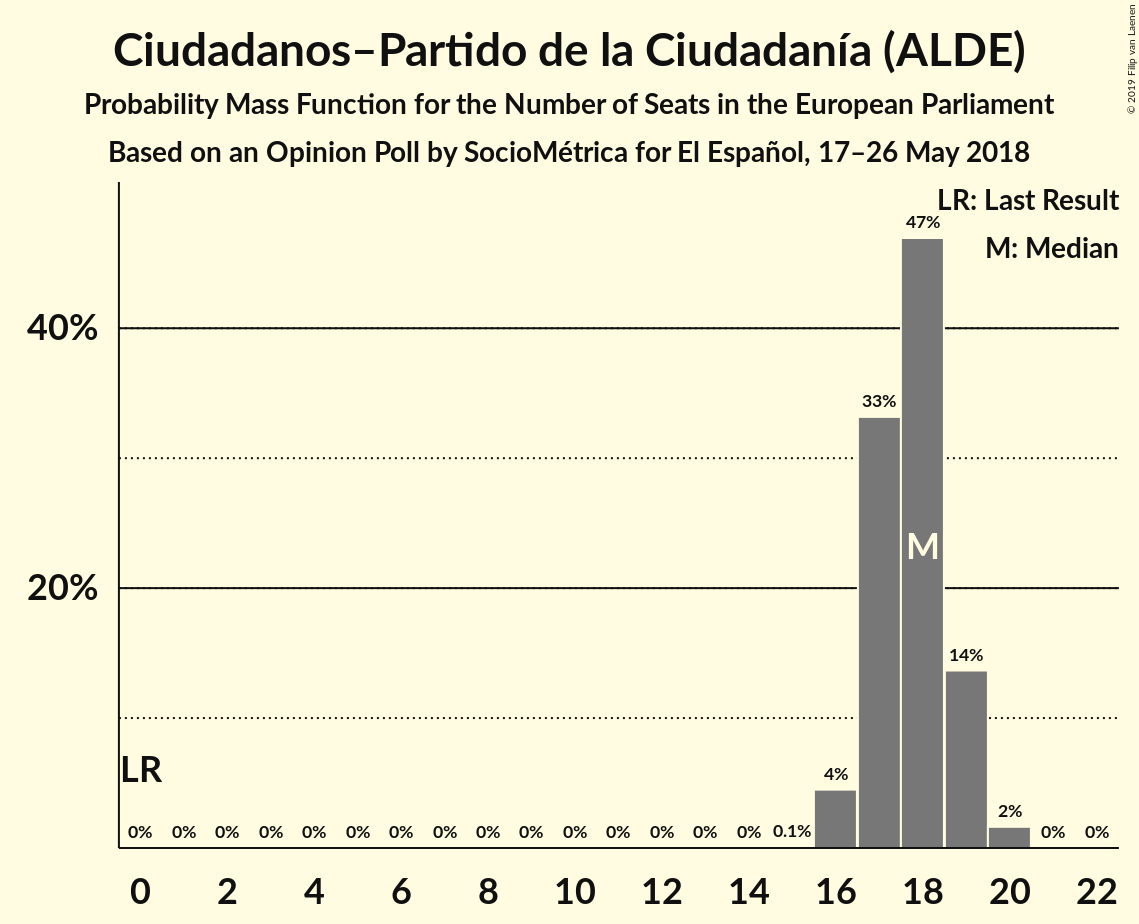 Ciudadanos–Partido de la Ciudadanía (ALDE)
Probability Mass Function for the Number of Seats in the European Parliament
Based on an Opinion Poll by SocioMétrica for El Español, 17–26 May 2018
© 2019 Filip van Laenen
LR: Last Result
M: Median
47%
40%
33%
M
20%
14%
LR
4%
2%
0% 0% 0% 0% 0% 0% 0% 0% 0% 0% 0% 0% 0% 0% 0% 0.1% 0% 0%
0 2 4 6 8 10 12 14 16 18 20 22